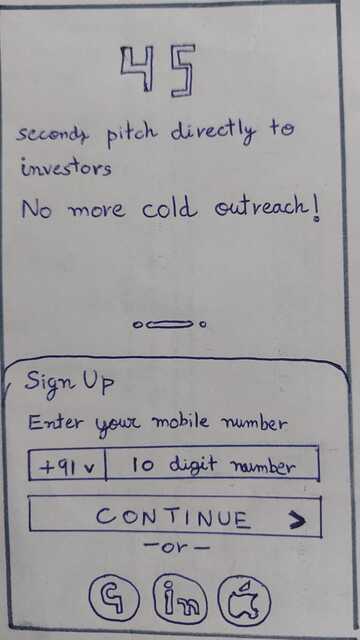 45
seconds pitch directly to
investors
No more cold outreach!
Sign Up
Enter your mobile number
+91 v 10 digit number
CONTINUE >
-or-
G in